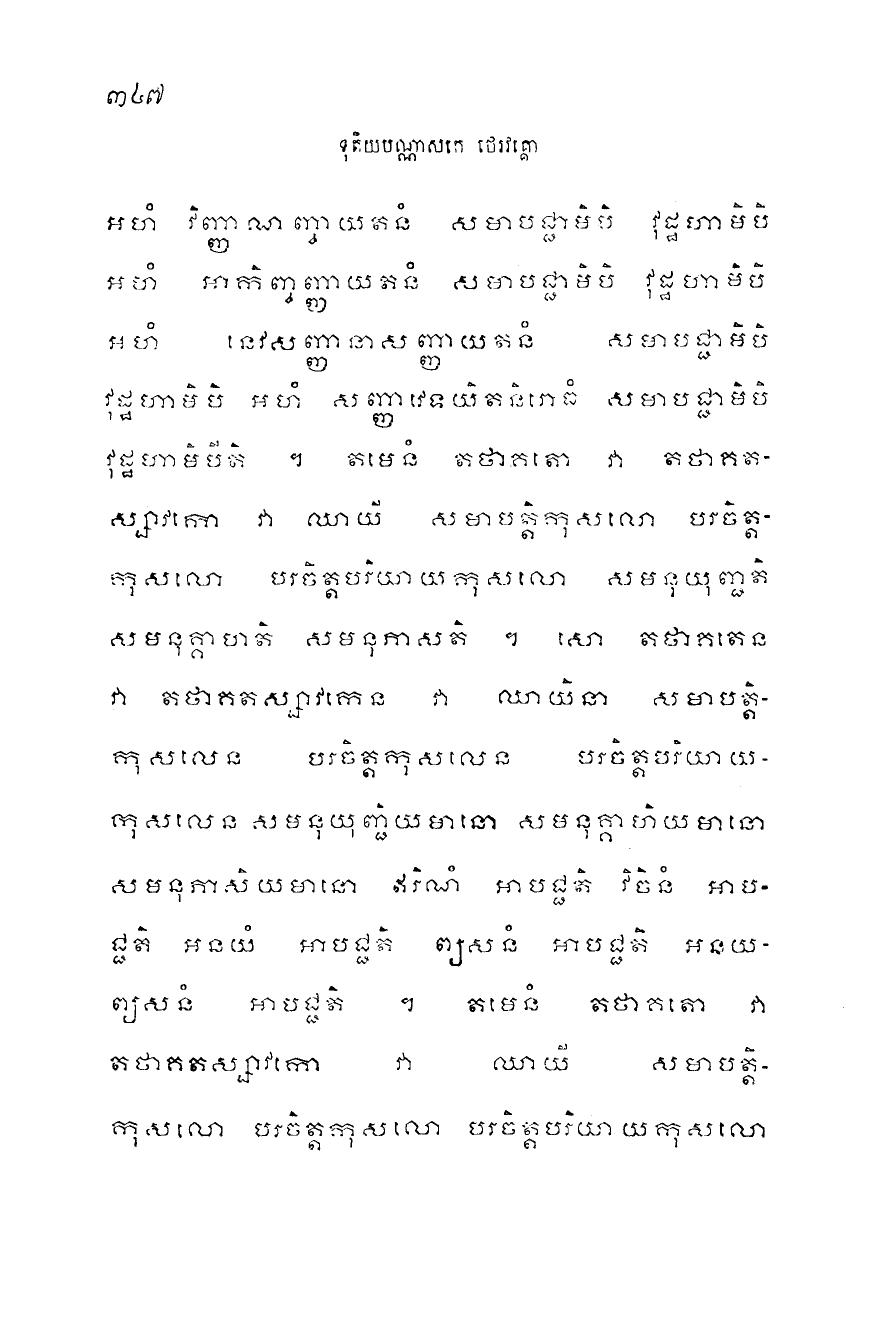 ៣៤៧
ទុតិយបណ្ណាសកេ ថេរវគ្គោ
អហំ វិញ្ញាណញ្ចាយតនំ សមាបជ្ជាមិបិ វុដ្ឋហាមិបិ
អហំ អាកិញ្ចញ្ញាយតនំ សមាបជ្ជាមិបិ វុដ្ឋហាមិបិ
អហំ នេវសញ្ញានាសញ្ញាយតនំ សមាបជ្ជាមិបិ
វុដ្ឋហាមិបិ អហំ សញ្ញាវេទយិតនិរោធំ សមាបជ្ជាមិបិ
វុដ្ឋហាមិបីតិ ។ តមេនំ តថាគតោ វា តថាគត-
ស្សាវកោ វា ឈាយី សមាបត្តិកុសលោ បរចិត្ត-
កុសលោ បរចិត្តបរិយាយកុសលោ សមនុយុញ្ជតិ
សមនុគ្គាហតិ សមនុភាសតិ ។ សោ តថាគតេន
វា តថាគតស្សាវកេន វា ឈាយិនា សមាបត្តិ-
កុសលេន បរចិត្តកុសលេន បរចិត្តបរិយាយ-
កុសលេន សមនុយុញ្ជិយមានោ សមនុគ្គាហិយមានោ
សមនុភាសិយមានោ ឥរិណំ អាបជ្ជតិ វិចិនំ អាប-
ជ្ជតិ អនយំ អាបជ្ជតិ ព្យសនំ អាបជ្ជតិ អនយ-
ព្យសនំ អាបជ្ជតិ ។ តមេនំ តថាគតោ វា
តថាគតស្សាវកោ វា ឈាយី សមាបត្តិ-
កុសលោ បរចិត្តកុសលោ បរចិត្តបរិយាយកុសលោ